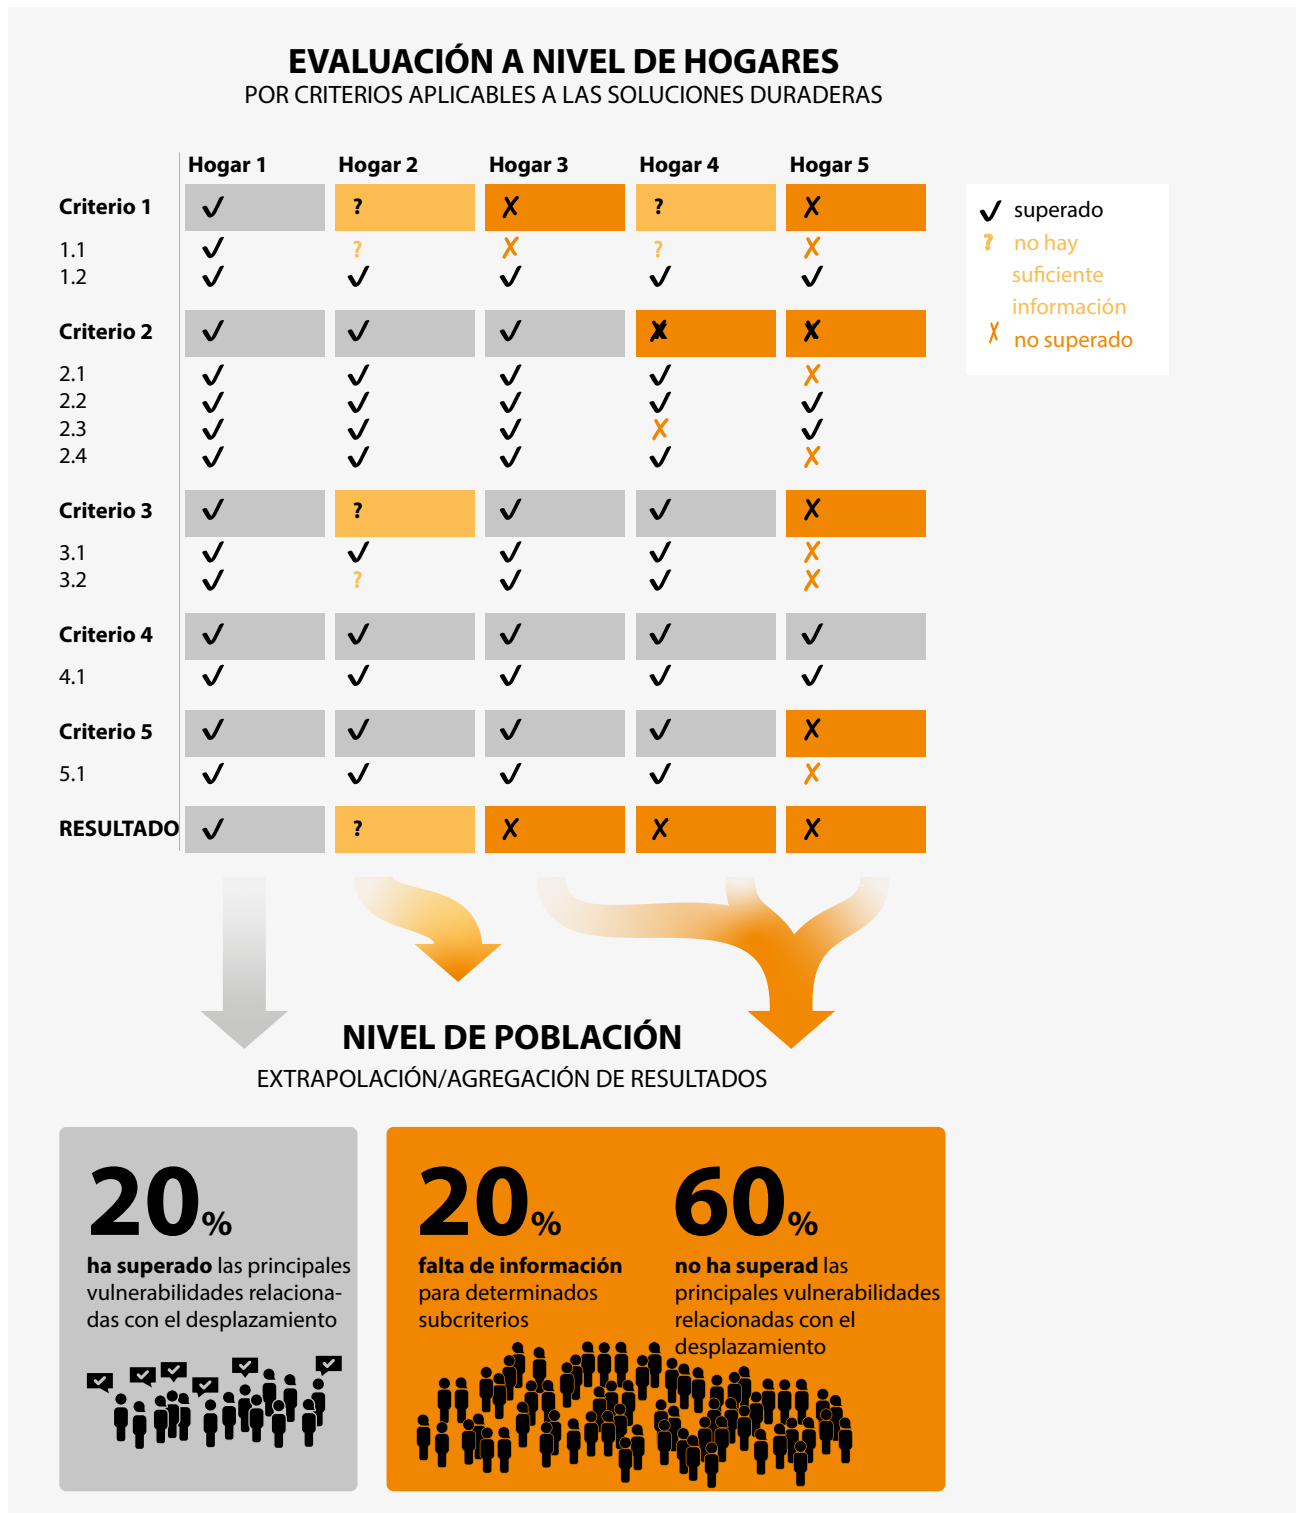 EVALUACIÓN A NIVEL DE HOGARES
POR CRITERIOS APLICABLES A LAS SOLUCIONES DURADERAS
Hogar 1 Hogar 2 Hogar 3 Hogar 4 Hogar 5
Criterio 1 ✓ ? ✗ ? ✗
1.1 ✓ ? ✗ ? ✗
1.2 ✓ ✓ ✓ ✓ ✓
Criterio 2 ✓ ✓ ✓ ✗ ✗
2.1 ✓ ✓ ✓ ✓ ✗
2.2 ✓ ✓ ✓ ✓ ✓
2.3 ✓ ✓ ✓ ✗ ✓
2.4 ✓ ✓ ✓ ✓ ✗
Criterio 3 ✓ ? ✓ ✓ ✗
3.1 ✓ ✓ ✓ ✓ ✗
3.2 ✓ ? ✓ ✓ ✗
Criterio 4 ✓ ✓ ✓ ✓ ✓
4.1 ✓ ✓ ✓ ✓ ✓
Criterio 5 ✓ ✓ ✓ ✓ ✗
5.1 ✓ ✓ ✓ ✓ ✗
RESULTADO ✓ ? ✗ ✗ ✗
✓ superado
? no hay
suficiente
información
✗ no superado
NIVEL DE POBLACIÓN
EXTRAPOLACIÓN/AGREGACIÓN DE RESULTADOS
20%
ha superado las principales
vulnerabilidades relaciona-
das con el desplazamiento
20%
falta de información
para determinados
subcriterios
60%
no ha superad las
principales vulnerabilidades
relacionadas con el
desplazamiento